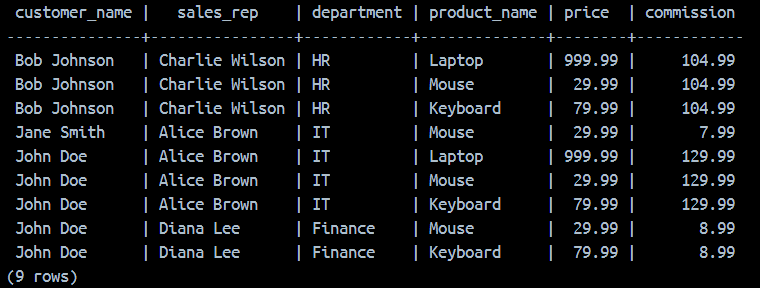 customer_name |   sales_rep    | department | product_name | price  | commission
---------------+----------------+------------+--------------+--------+------------
 Bob Johnson   | Charlie Wilson | HR         | Laptop       | 999.99 |     104.99
 Bob Johnson   | Charlie Wilson | HR         | Mouse        |  29.99 |     104.99
 Bob Johnson   | Charlie Wilson | HR         | Keyboard     |  79.99 |     104.99
 Jane Smith    | Alice Brown    | IT         | Mouse        |  29.99 |       7.99
 John Doe      | Alice Brown    | IT         | Laptop       | 999.99 |     129.99
 John Doe      | Alice Brown    | IT         | Mouse        |  29.99 |     129.99
 John Doe      | Alice Brown    | IT         | Keyboard     |  79.99 |     129.99
 John Doe      | Diana Lee      | Finance    | Mouse        |  29.99 |       8.99
 John Doe      | Diana Lee      | Finance    | Keyboard     |  79.99 |       8.99
(9 rows)